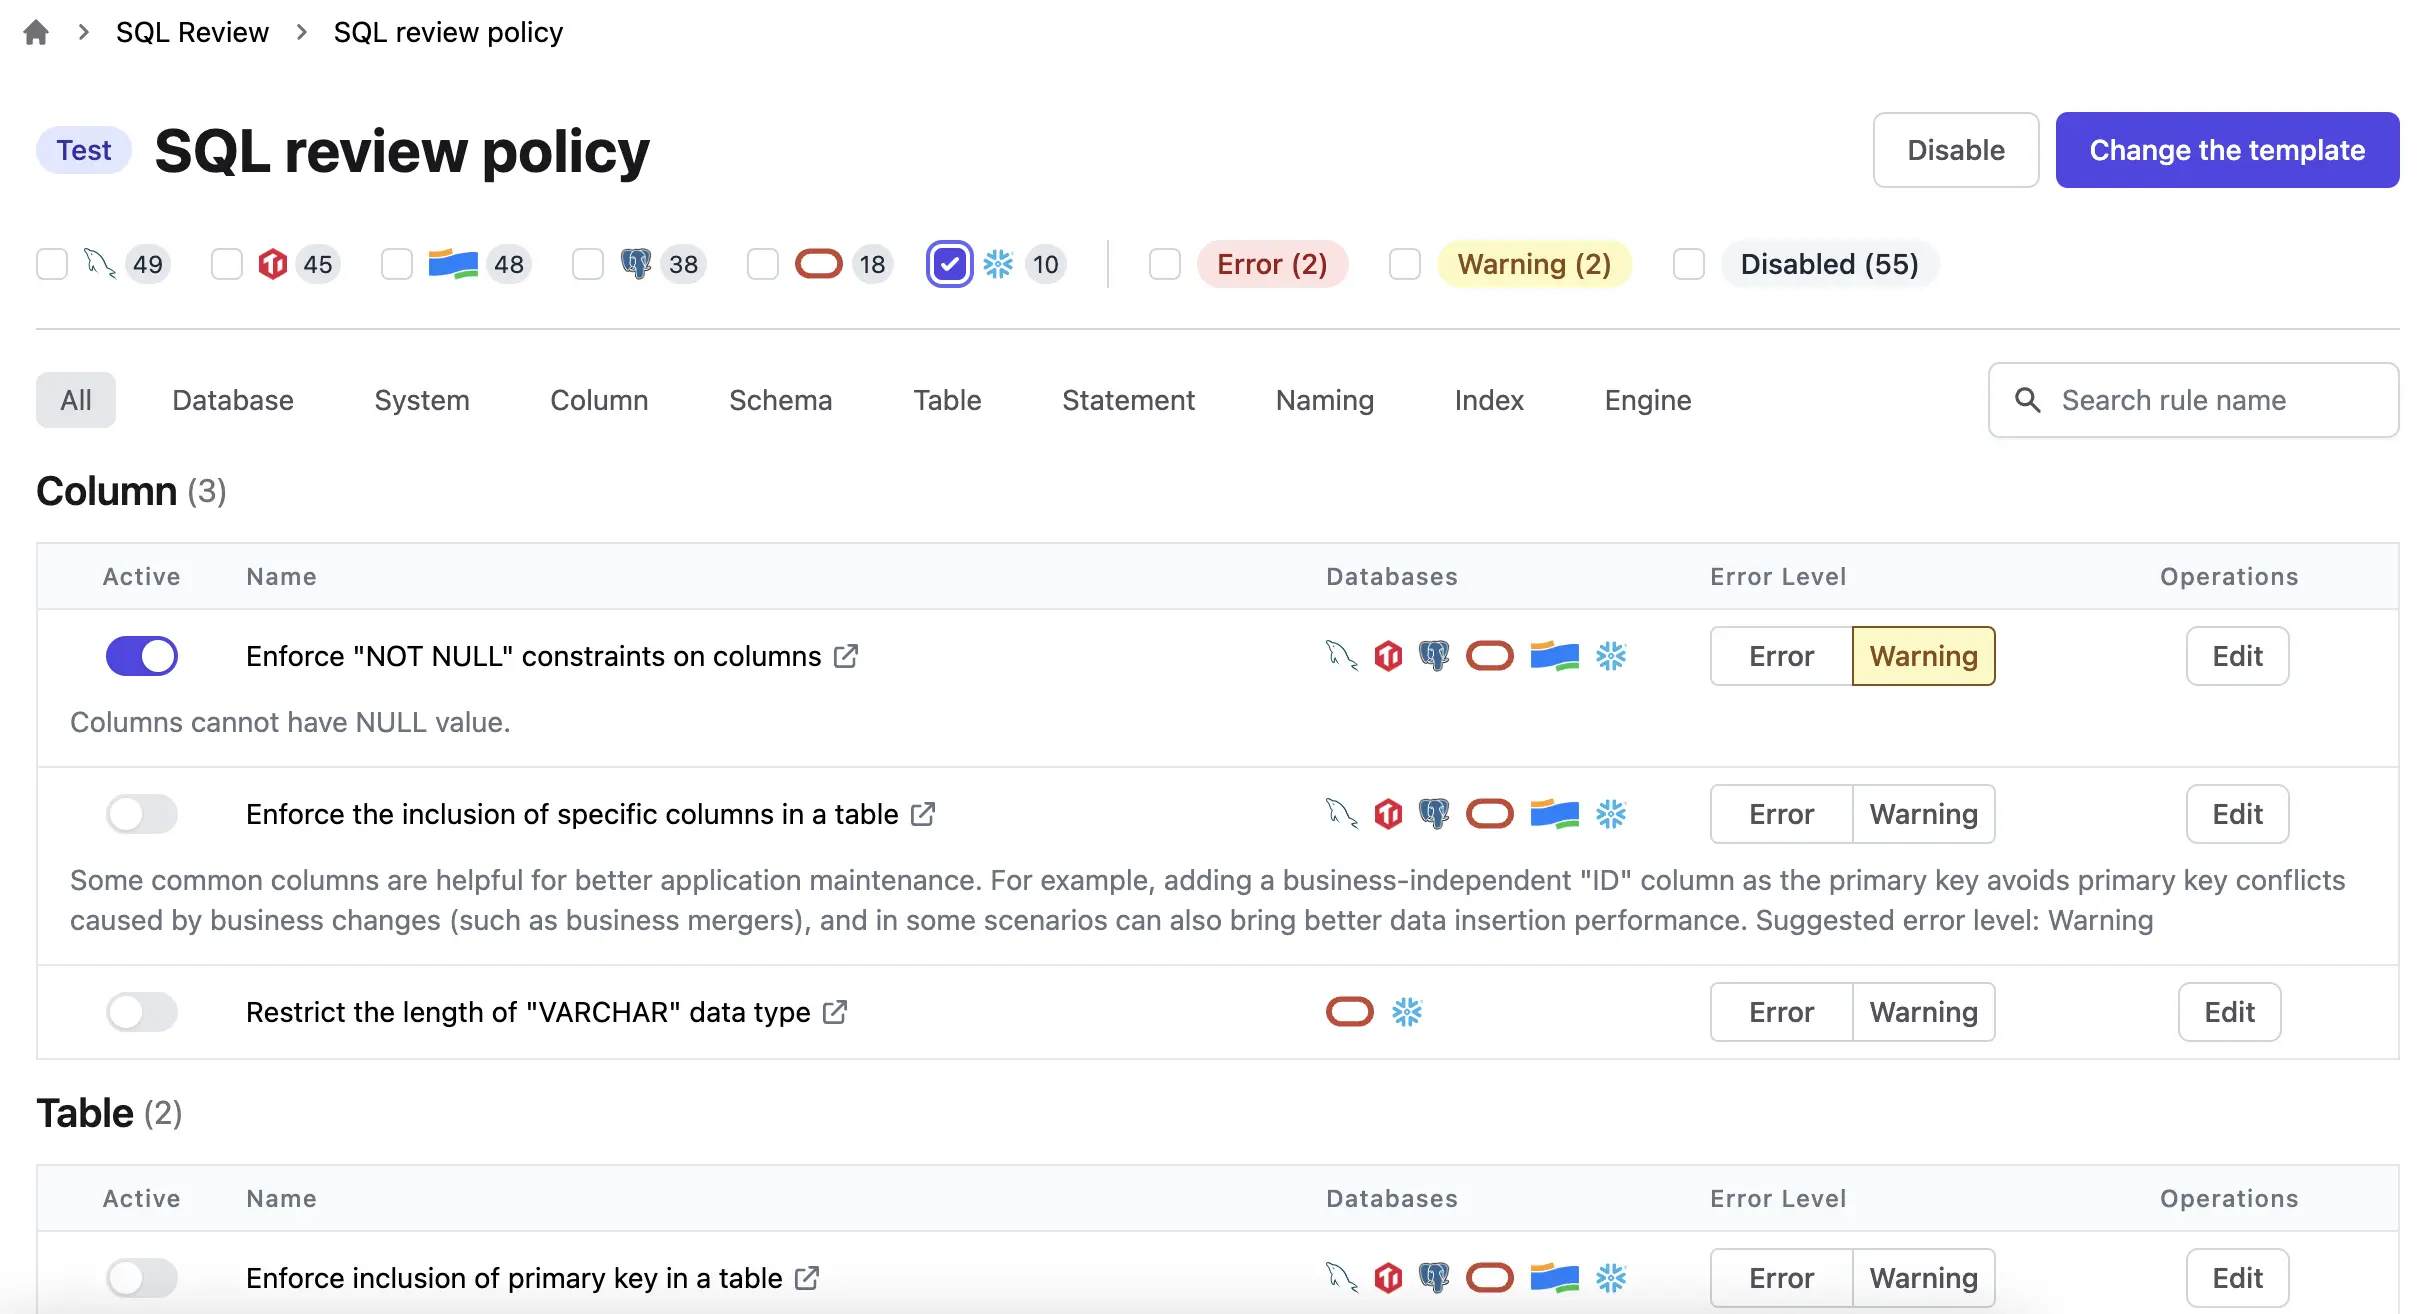 SQL Review
SQL review policy
Test
SQL review policy
Disable
Change the template
49
45
48
38
18
10
Error (2)
Warning (2)
Disabled (55)
All
Database
System
Column
Schema
Table
Statement
Naming
Index
Engine
Search rule name
Column (3)
Active
Name
Databases
Error Level
Operations
Enforce "NOT NULL" constraints on columns
Error
Warning
Edit
Columns cannot have NULL value.
Enforce the inclusion of specific columns in a table
Error
Warning
Edit
Some common columns are helpful for better application maintenance. For example, adding a business-independent "ID" column as the primary key avoids primary key conflicts
caused by business changes (such as business mergers), and in some scenarios can also bring better data insertion performance. Suggested error level: Warning
Restrict the length of "VARCHAR" data type
Error
Warning
Edit
Table (2)
Active
Name
Databases
Error Level
Operations
Enforce inclusion of primary key in a table
Error
Warning
Edit